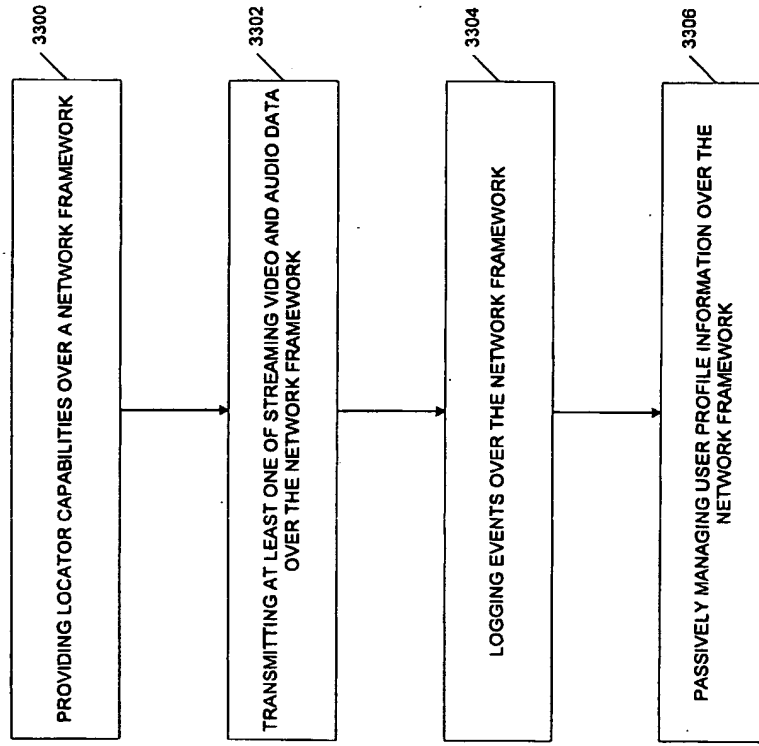 PROVIDING LOCATOR CAPABILITIES OVER A NETWORK FRAMEWORK
3300
TRANSMITTING AT LEAST ONE OF STREAMING VIDEO AND AUDIO DATA
OVER THE NETWORK FRAMEWORK
3302
LOGGING EVENTS OVER THE NETWORK FRAMEWORK
3304
PASSIVELY MANAGING USER PROFILE INFORMATION OVER THE
NETWORK FRAMEWORK
3306